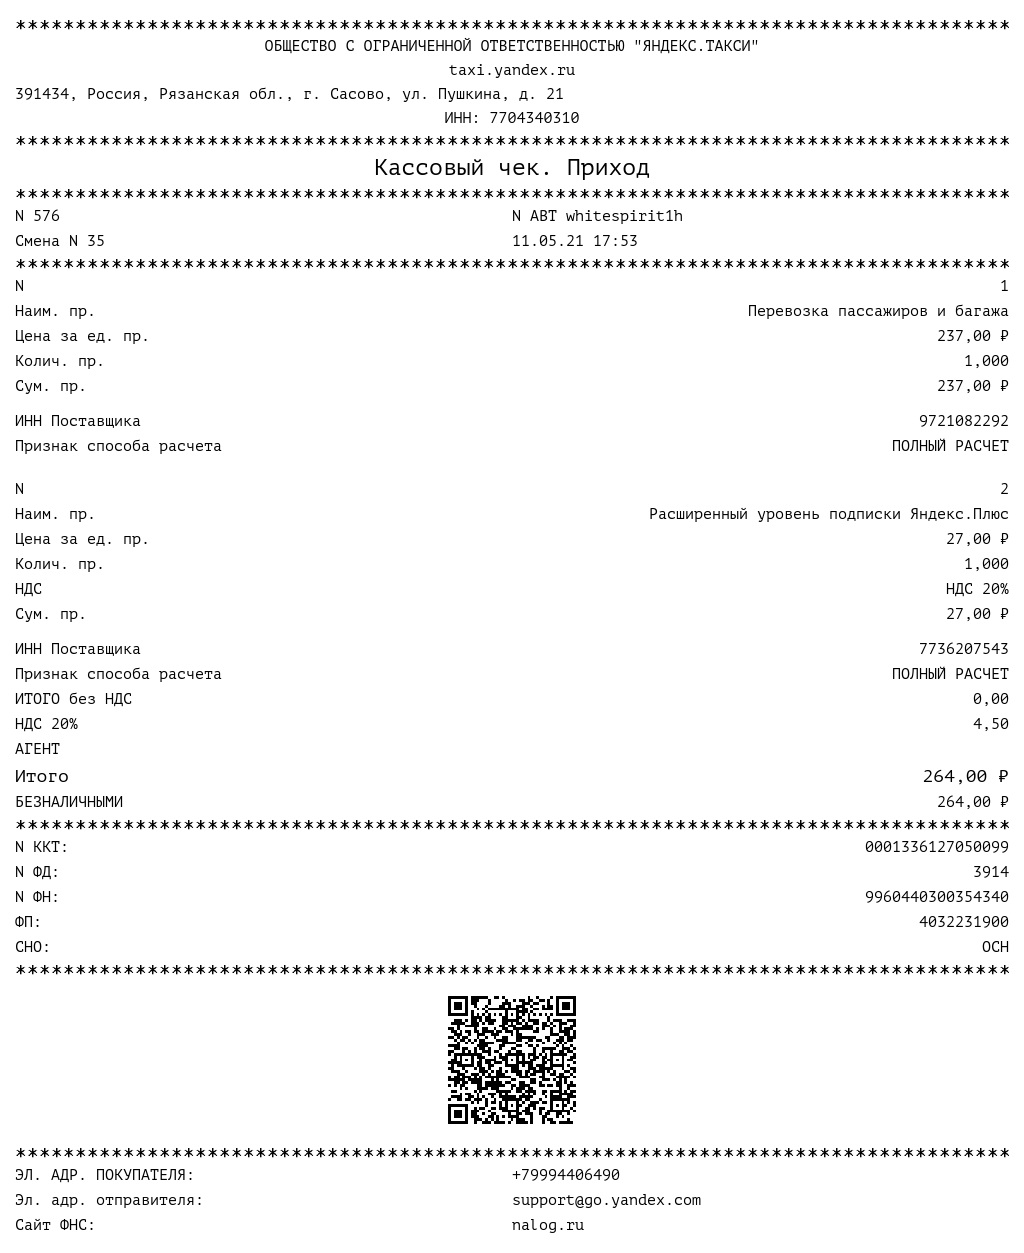 ***********************************************************************************
ОБЩЕСТВО С ОГРАНИЧЕННОЙ ОТВЕТСТВЕННОСТЬЮ "ЯНДЕКС.ТАКСИ"
taxi.yandex.ru
391434, Россия, Рязанская обл., г. Сасово, ул. Пушкина, д. 21
ИНН: 7704340310
***********************************************************************************
Кассовый чек. Приход
***********************************************************************************
N 576 N АВТ whitespirit1h
Смена N 35 11.05.21 17:53
***********************************************************************************
N 1
Наим. пр. Перевозка пассажиров и багажа
Цена за ед. пр. 237,00 ₽
Колич. пр. 1,000
Сум. пр. 237,00 ₽
ИНН Поставщика 9721082292
Признак способа расчета ПОЛНЫЙ РАСЧЕТ
N 2
Наим. пр. Расширенный уровень подписки Яндекс.Плюс
Цена за ед. пр. 27,00 ₽
Колич. пр. 1,000
НДС НДС 20%
Сум. пр. 27,00 ₽
ИНН Поставщика 7736207543
Признак способа расчета ПОЛНЫЙ РАСЧЕТ
ИТОГО без НДС 0,00
НДС 20% 4,50
АГЕНТ
Итого 264,00 ₽
БЕЗНАЛИЧНЫМИ 264,00 ₽
***********************************************************************************
N ККТ: 0001336127050099
N ФД: 3914
N ФН: 9960440300354340
ФП: 4032231900
СНО: ОСН
***********************************************************************************
***********************************************************************************
ЭЛ. АДР. ПОКУПАТЕЛЯ: +79994406490
Эл. адр. отправителя: support@go.yandex.com
Сайт ФНС: nalog.ru